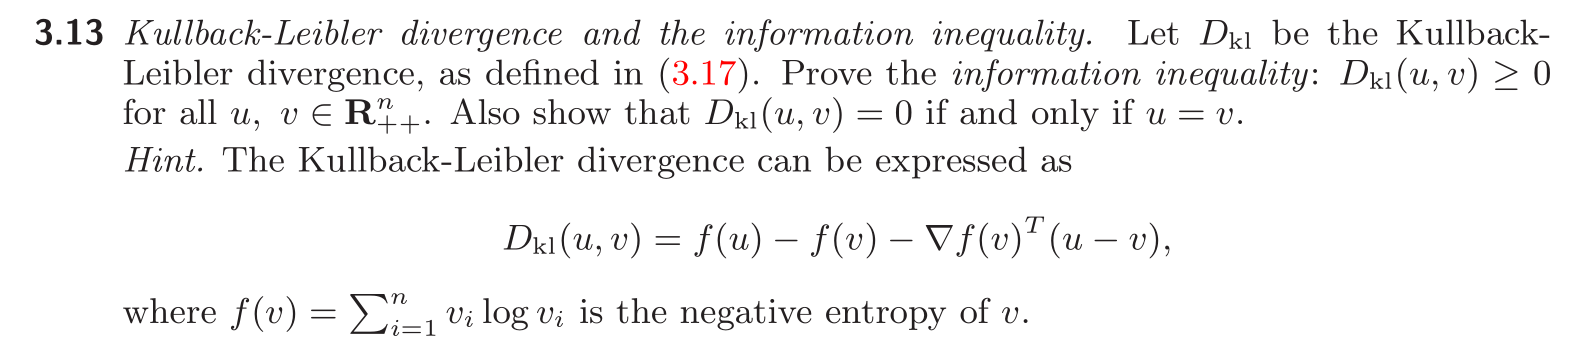 3.13 Kullback-Leibler divergence and the information inequality. Let D_kl be the Kullback-
Leibler divergence, as defined in (3.17). Prove the information inequality: D_kl(u, v) ≥ 0
for all u, v ∈ R^n_++. Also show that D_kl(u, v) = 0 if and only if u = v.
Hint. The Kullback-Leibler divergence can be expressed as
D_kl(u, v) = f(u) − f(v) − ∇f(v)^T(u − v),
where f(v) = ∑^n_{i=1} v_i log v_i is the negative entropy of v.